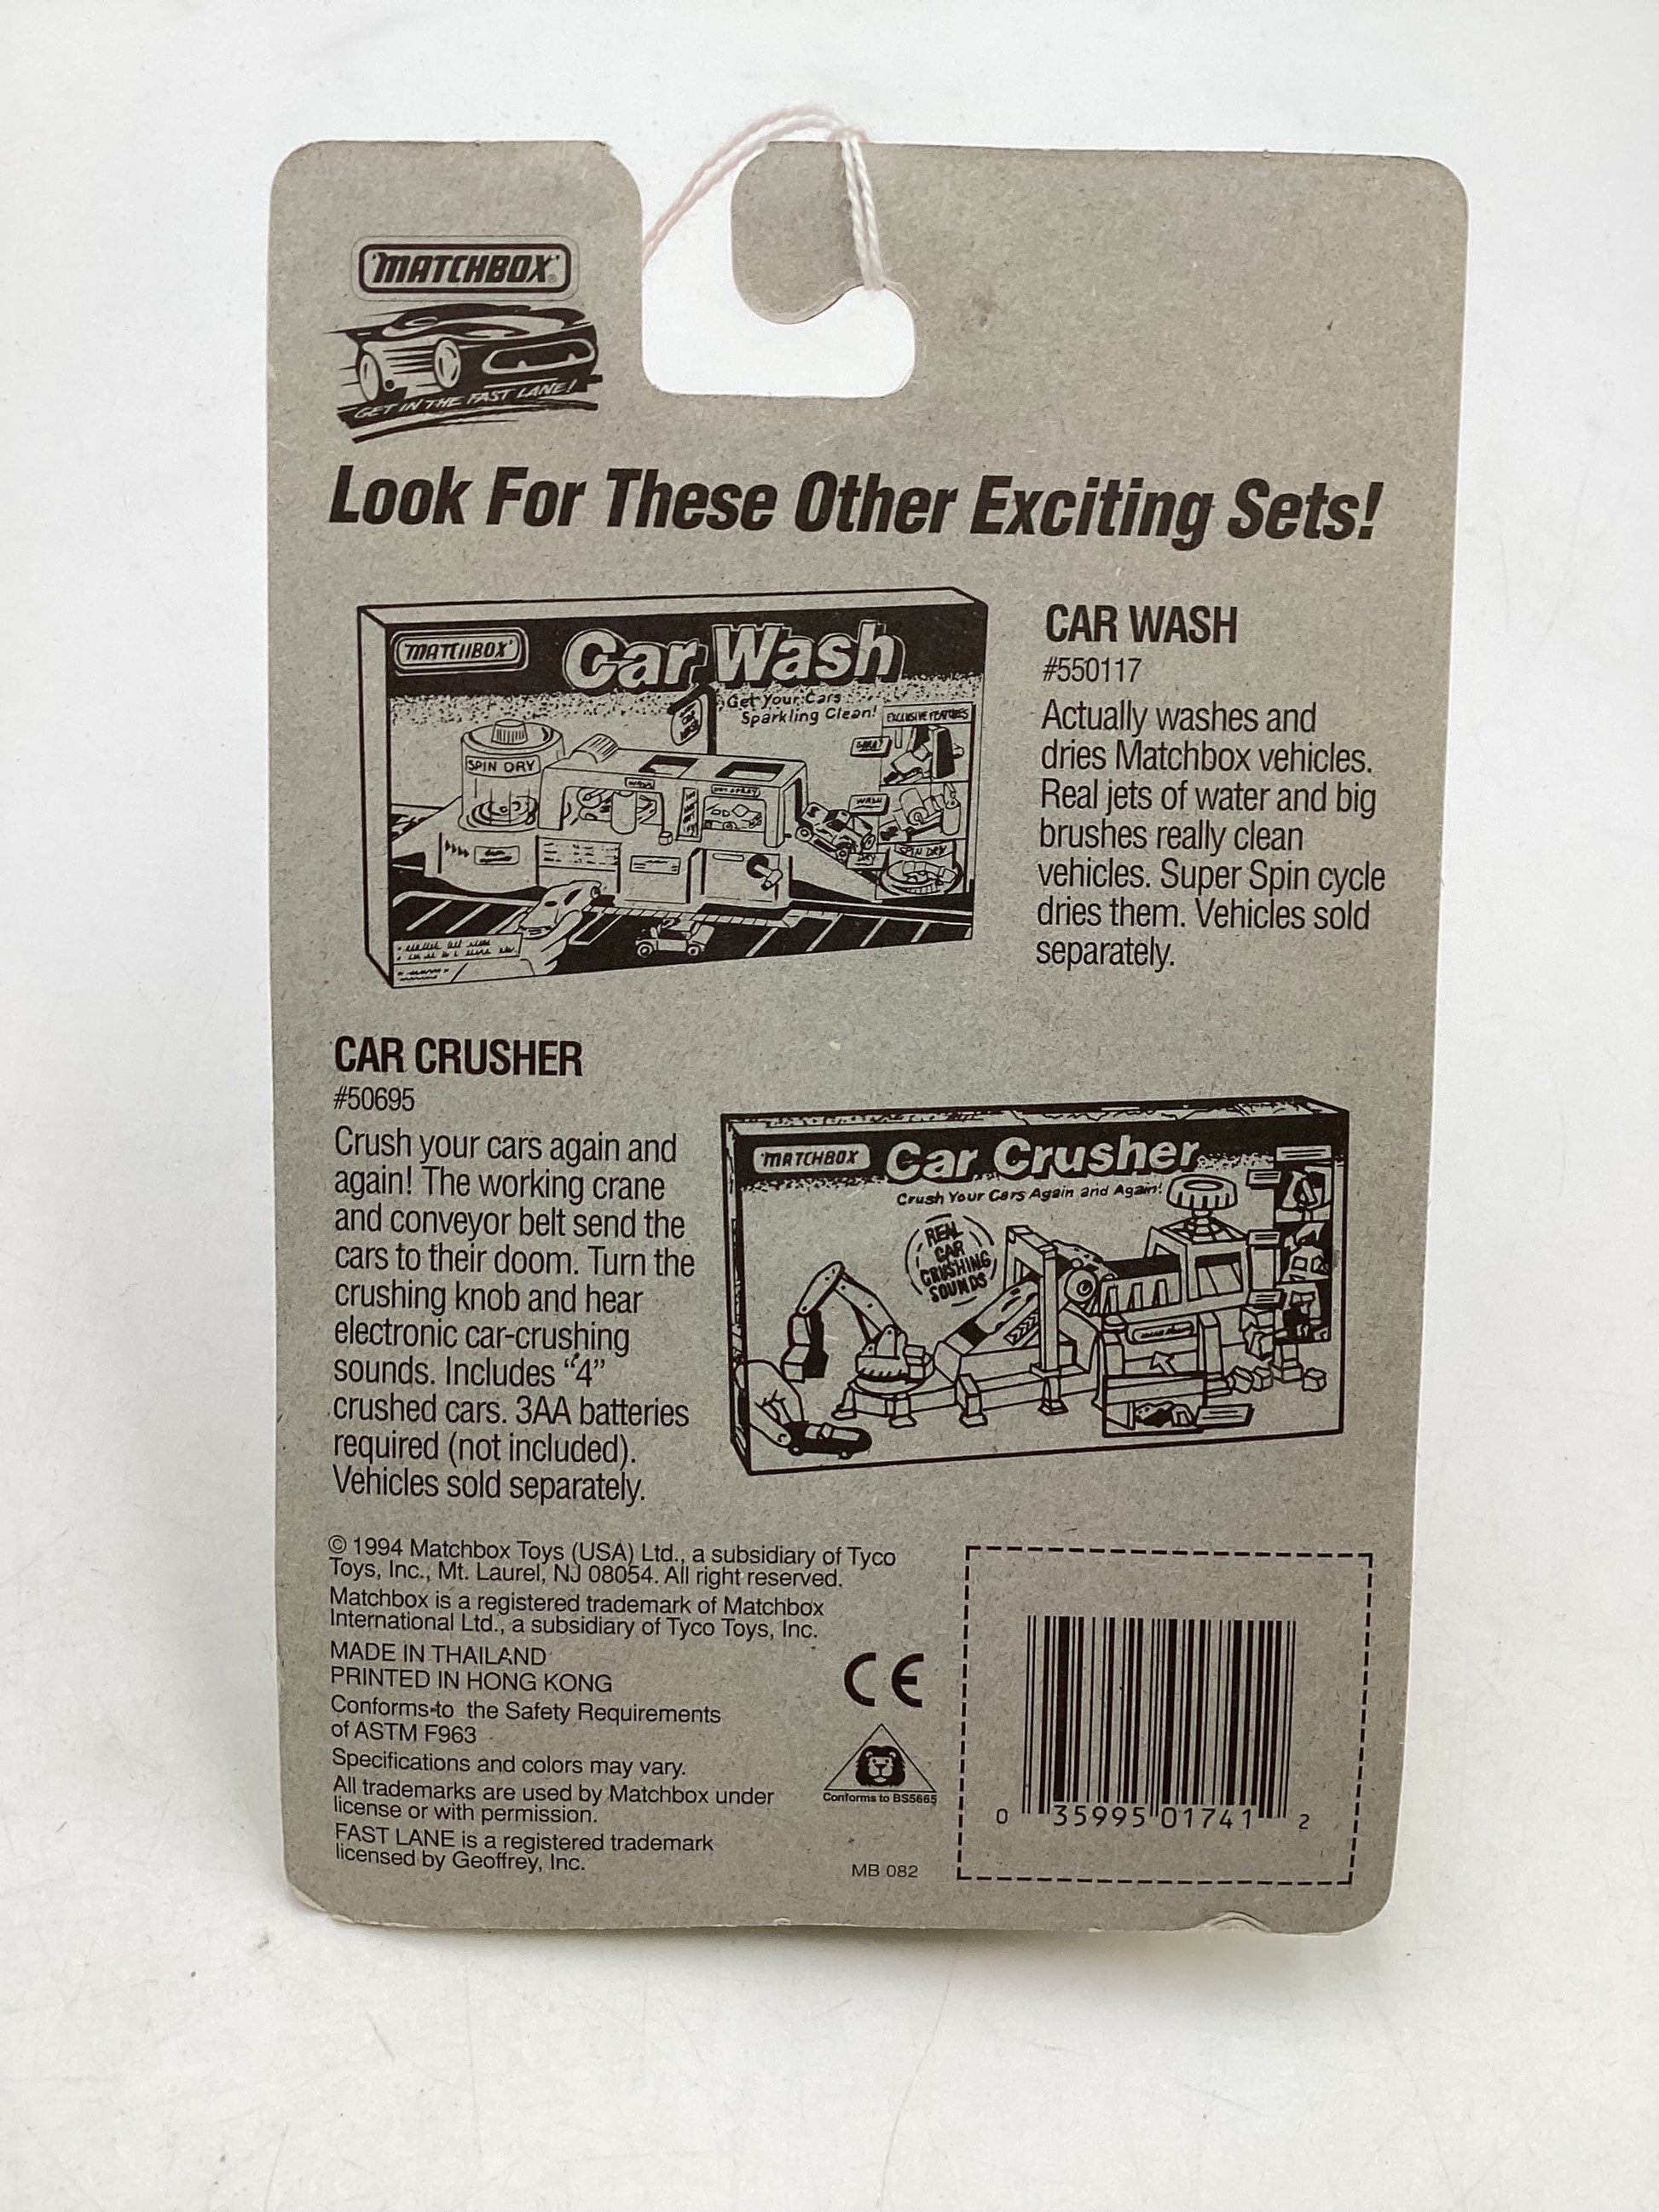 MATCHBOX®
GET IN THE FAST LANE!
Look For These Other Exciting Sets!
MATCHBOX
Car Wash
Get Your Cars
Sparkling Clean!
EXCLUSIVE FEATURES
SPIN DRY
WASH
DRY
SPIN DRY
CAR WASH
#550117
Actually washes and
dries Matchbox vehicles.
Real jets of water and big
brushes really clean
vehicles. Super Spin cycle
dries them. Vehicles sold
separately.
CAR CRUSHER
#50695
Crush your cars again and
again! The working crane
and conveyor belt send the
cars to their doom. Turn the
crushing knob and hear
electronic car-crushing
sounds. Includes “4”
crushed cars. 3AA batteries
required (not included).
Vehicles sold separately.
MATCHBOX
Car Crusher
Crush Your Cars Again and Again!
REAL
CAR
CRUSHING
SOUNDS
© 1994 Matchbox Toys (USA) Ltd., a subsidiary of Tyco
Toys, Inc., Mt. Laurel, NJ 08054. All right reserved.
Matchbox is a registered trademark of Matchbox
International Ltd., a subsidiary of Tyco Toys, Inc.
MADE IN THAILAND
PRINTED IN HONG KONG
Conforms to the Safety Requirements
of ASTM F963
Specifications and colors may vary.
All trademarks are used by Matchbox under
license or with permission.
FAST LANE is a registered trademark
licensed by Geoffrey, Inc.
CE
Conforms to BS5665
MB 082
0 35995 01741 2